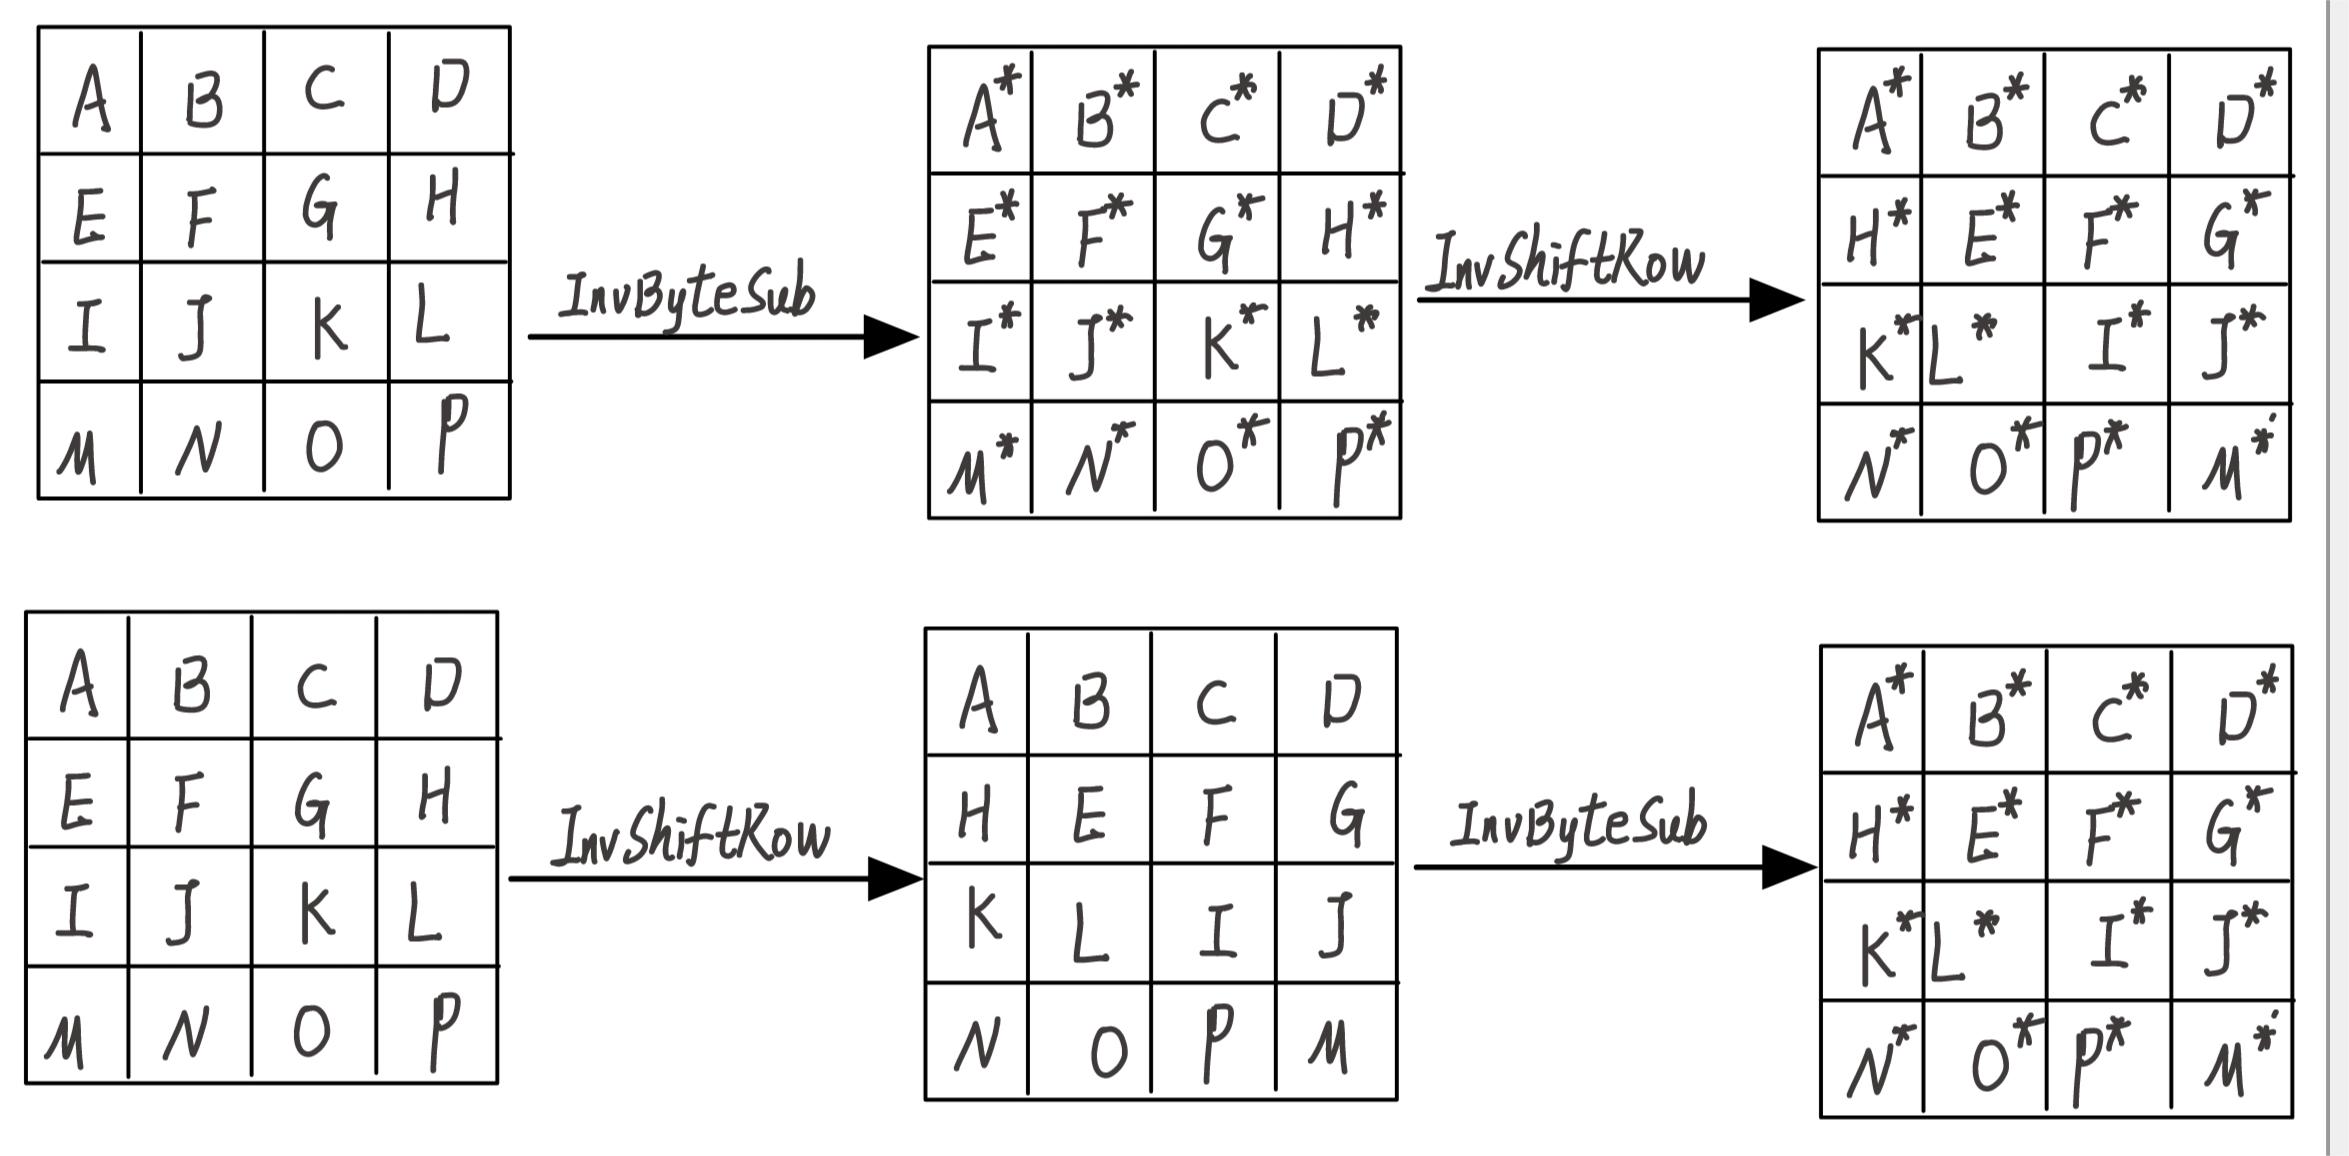 A B C D
E F G H
I J K L
M N O P
InvByteSub
A* B* C* D*
E* F* G* H*
I* J* K* L*
M* N* O* P*
InvShiftRow
A* B* C* D*
H* E* F* G*
K* L* I* J*
N* O* P* M*
A B C D
E F G H
I J K L
M N O P
InvShiftRow
A B C D
H E F G
K L I J
N O P M
InvByteSub
A* B* C* D*
H* E* F* G*
K* L* I* J*
N* O* P* M*